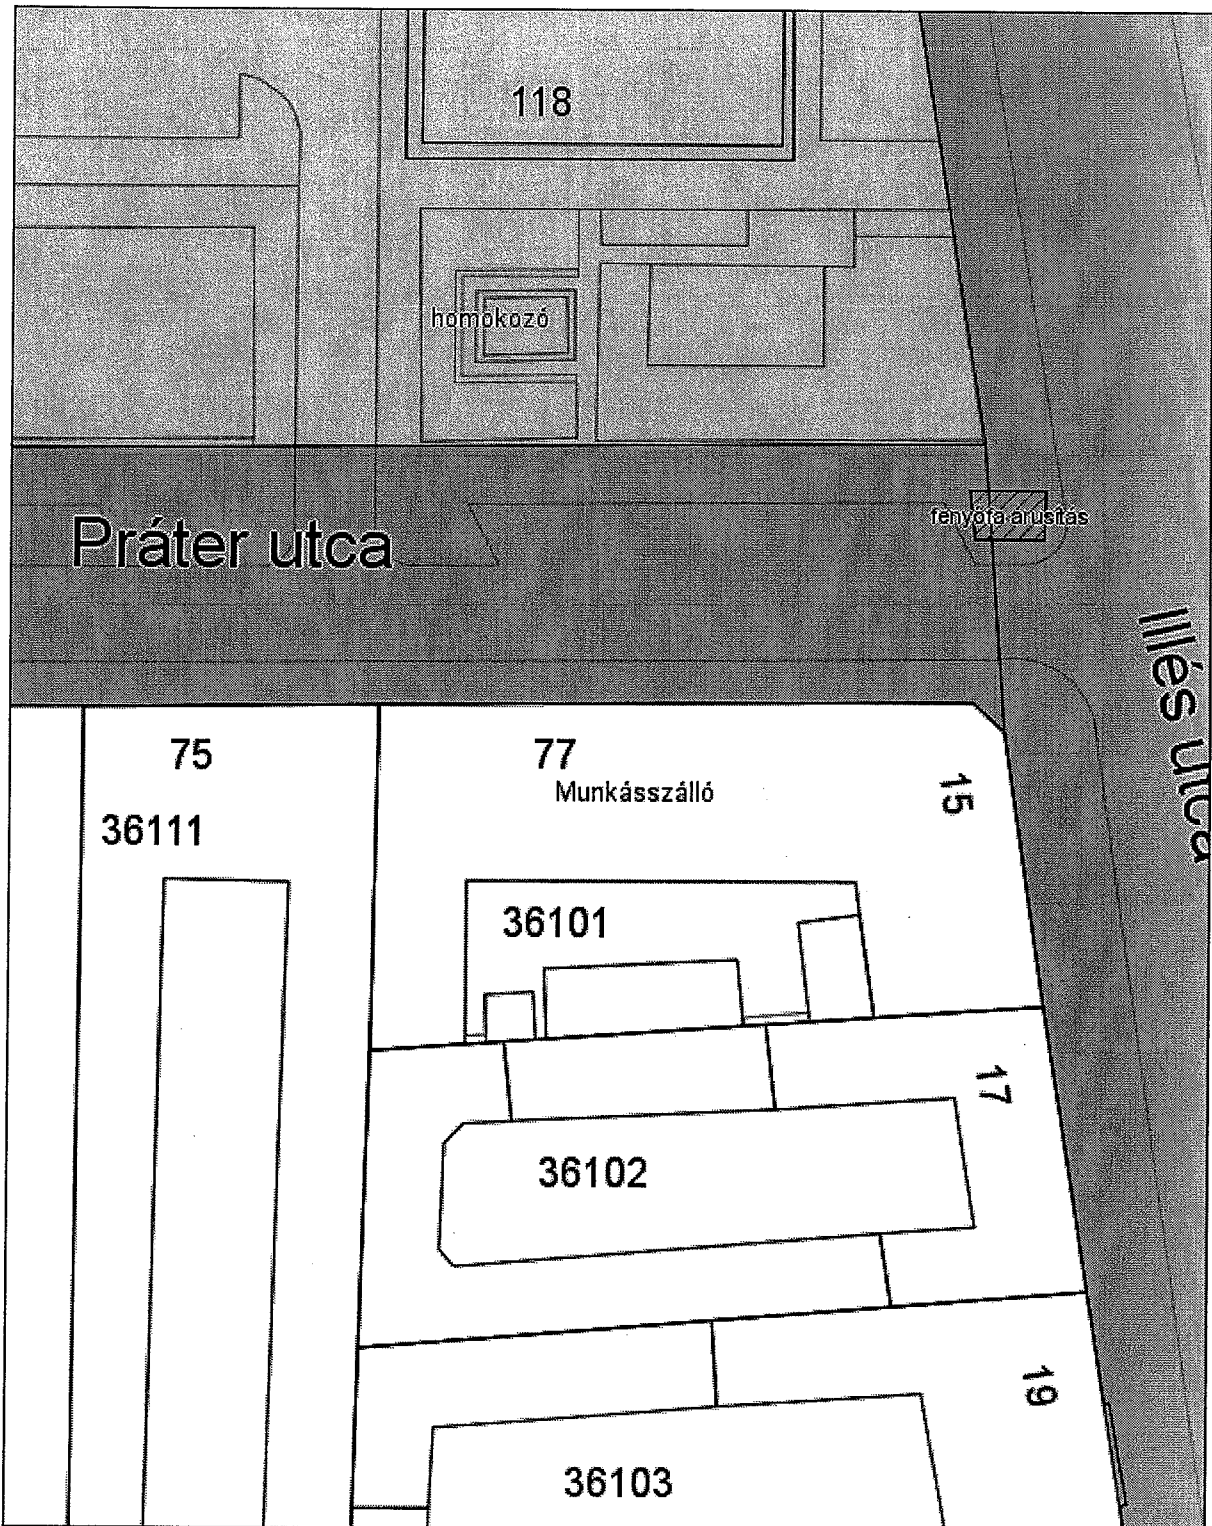 118
homokozó
fenyőfa árusítás
Práter utca
Illés utca
75
77
Munkásszálló
15
36111
36101
17
36102
19
36103